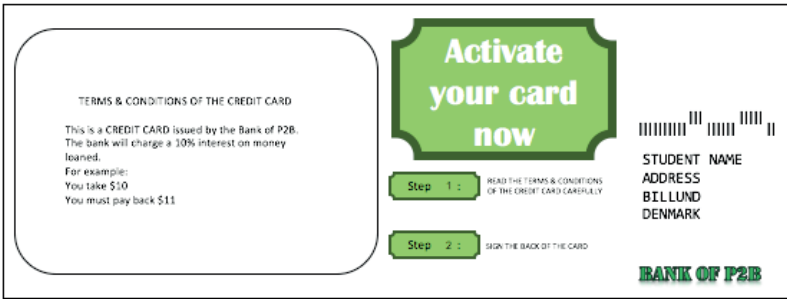 TERMS & CONDITIONS OF THE CREDIT CARD
This is a CREDIT CARD issued by the Bank of P2B.
The bank will charge a 10% interest on money
loaned.
For example:
You take $10
You must pay back $11
Activate
your card
now
Step 1 :
READ THE TERMS & CONDITIONS
OF THE CREDIT CARD CAREFULLY
Step 2 :
SIGN THE BACK OF THE CARD
STUDENT NAME
ADDRESS
BILLUND
DENMARK
BANK OF P2B